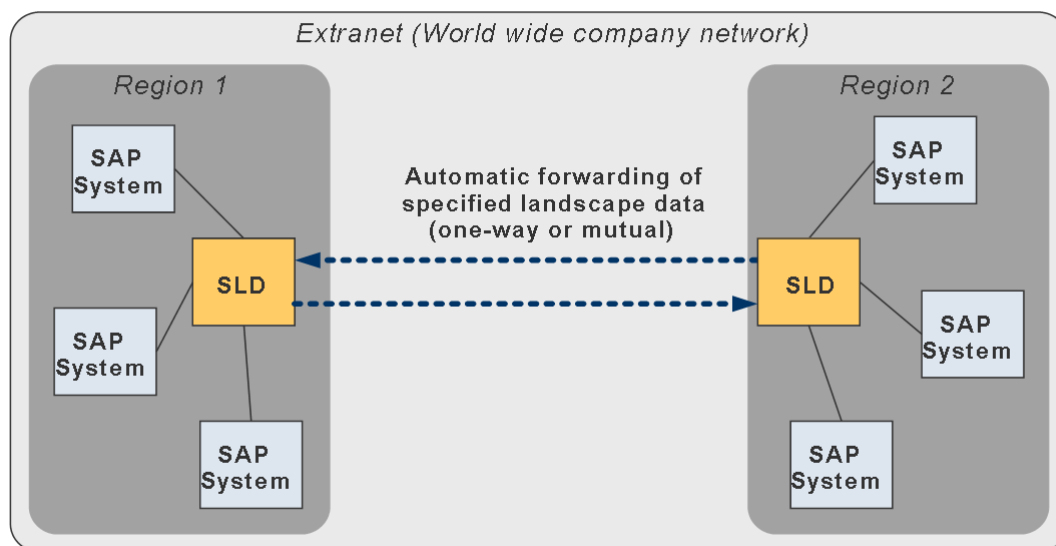 Extranet (World wide company network)
Region 1
SAP
System
SLD
SAP
System
SAP
System
Automatic forwarding of
specified landscape data
(one-way or mutual)
Region 2
SAP
System
SLD
SAP
System
SAP
System